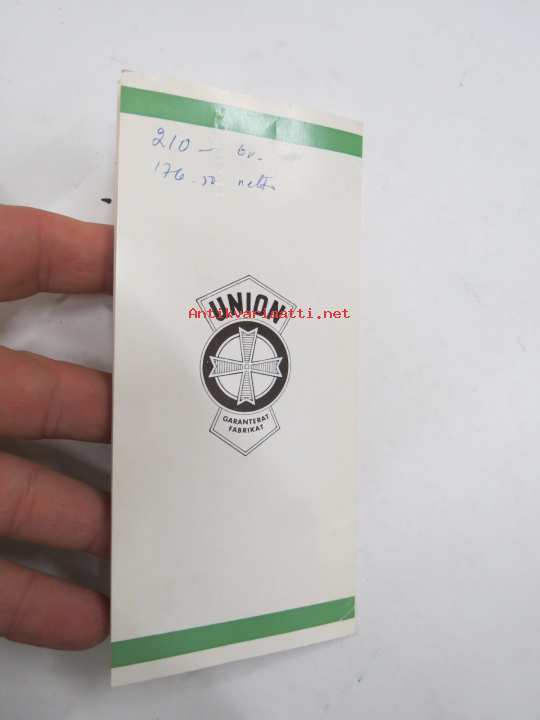 210 – br.
176.50 netto
UNION
Antikvariaatti.net
GARANTERAT
FABRIKAT